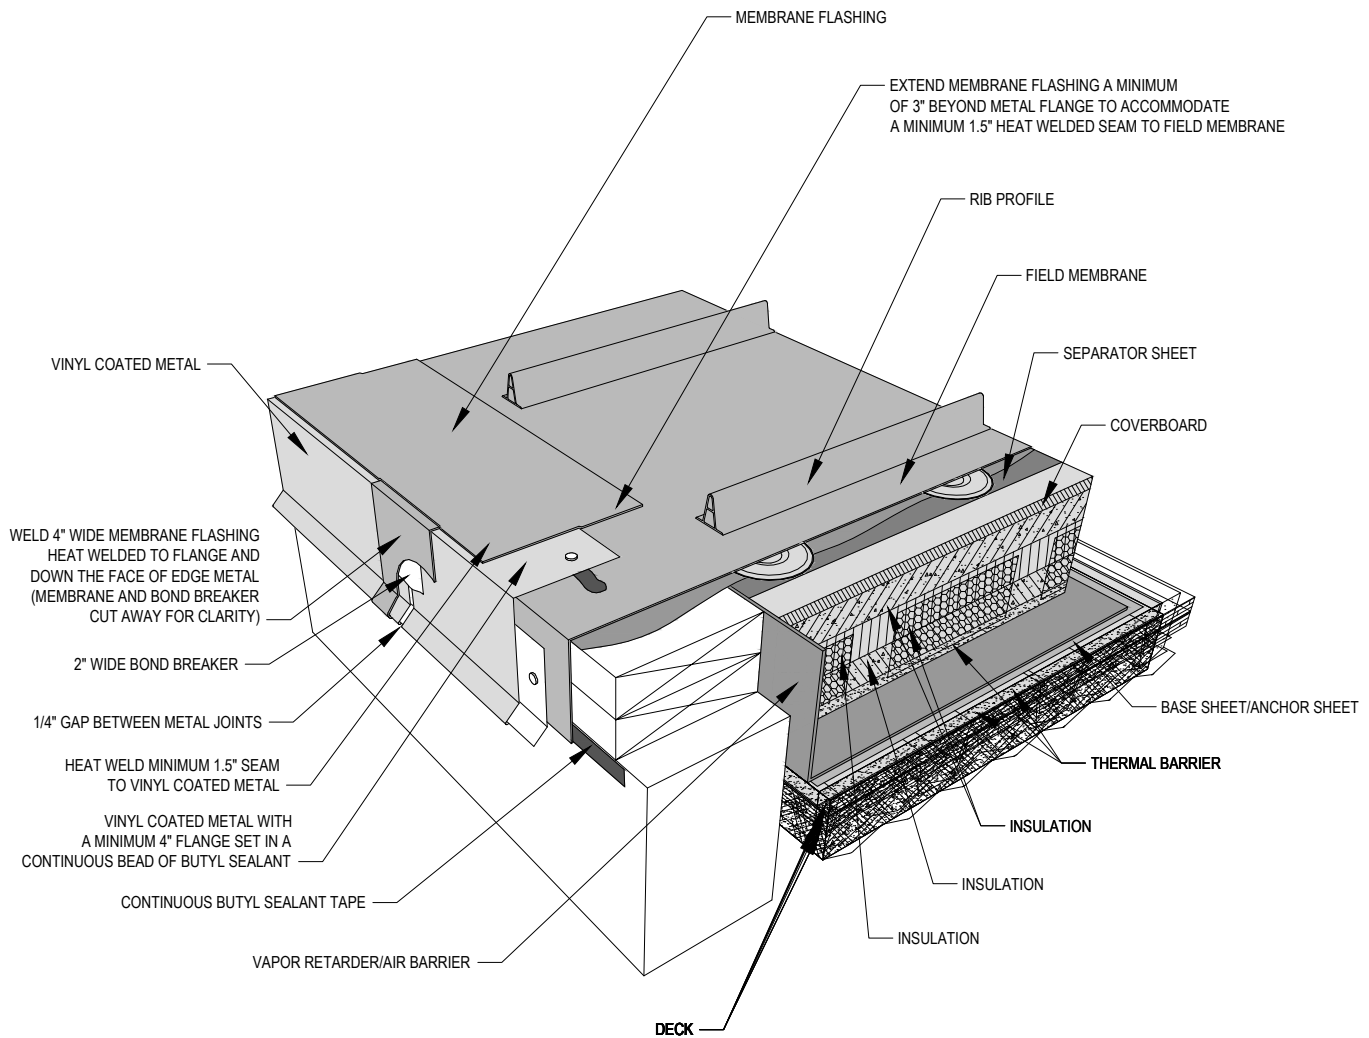 MEMBRANE FLASHING
EXTEND MEMBRANE FLASHING A MINIMUM
OF 3" BEYOND METAL FLANGE TO ACCOMMODATE
A MINIMUM 1.5" HEAT WELDED SEAM TO FIELD MEMBRANE
RIB PROFILE
FIELD MEMBRANE
SEPARATOR SHEET
COVERBOARD
VINYL COATED METAL
WELD 4" WIDE MEMBRANE FLASHING
HEAT WELDED TO FLANGE AND
DOWN THE FACE OF EDGE METAL
(MEMBRANE AND BOND BREAKER
CUT AWAY FOR CLARITY)
2" WIDE BOND BREAKER
1/4" GAP BETWEEN METAL JOINTS
HEAT WELD MINIMUM 1.5" SEAM
TO VINYL COATED METAL
VINYL COATED METAL WITH
A MINIMUM 4" FLANGE SET IN A
CONTINUOUS BEAD OF BUTYL SEALANT
CONTINUOUS BUTYL SEALANT TAPE
VAPOR RETARDER/AIR BARRIER
BASE SHEET/ANCHOR SHEET
THERMAL BARRIER
INSULATION
INSULATION
INSULATION
DECK